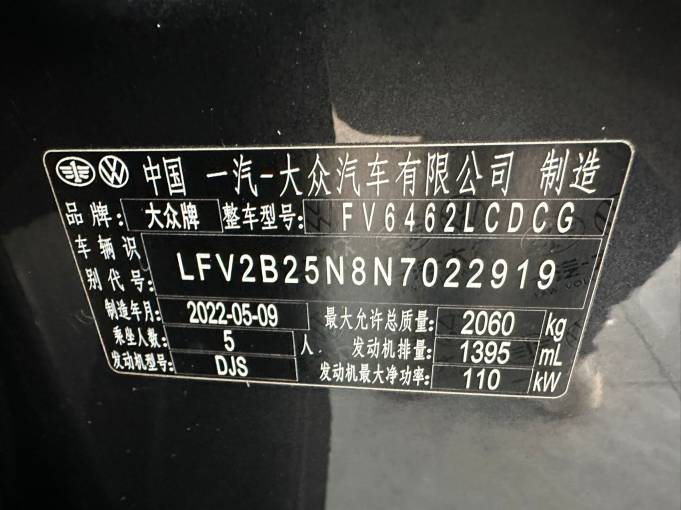 中国 一汽-大众汽车有限公司 制造
品牌: 大众牌 整车型号: FV6462LCDCG
车辆识别代号: LFV2B25N8N7022919
制造年月: 2022-05-09 最大允许总质量: 2060 kg
乘坐人数: 5 人 发动机排量: 1395 mL
发动机型号: DJS 发动机最大净功率: 110 kW